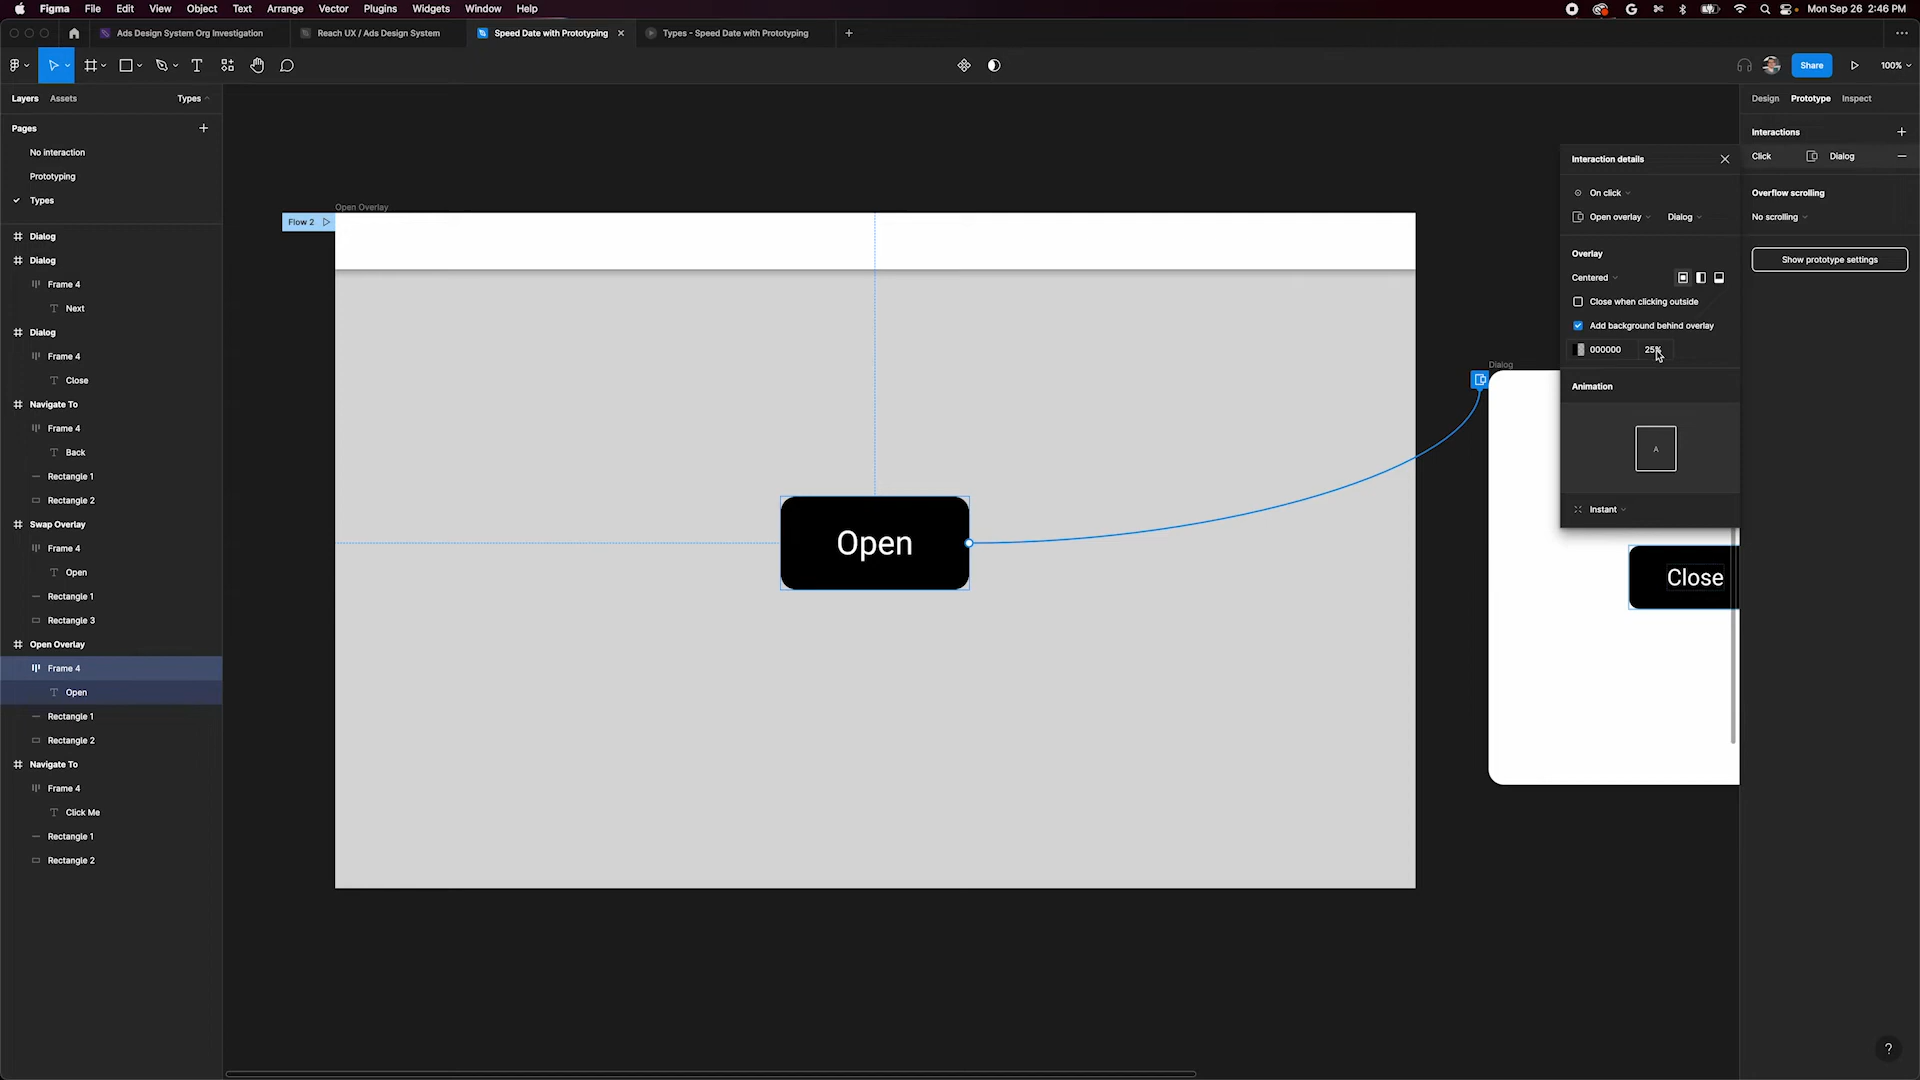 Figma File Edit View Object Text Arrange Vector Plugins Widgets Window Help Mon Sep 26 2:46 PM
Ads Design System Org Investigation Reach UX / Ads Design System Speed Date with Prototyping Types - Speed Date with Prototyping
Share 100%
Layers Assets Types
Design Prototype Inspect
Pages
No interaction
Prototyping
Types
Dialog
Dialog
Frame 4
Next
Dialog
Frame 4
Close
Navigate To
Frame 4
Back
Rectangle 1
Rectangle 2
Swap Overlay
Frame 4
Open
Rectangle 1
Rectangle 3
Open Overlay
Frame 4
Open
Rectangle 1
Rectangle 2
Navigate To
Frame 4
Click Me
Rectangle 1
Rectangle 2
Open Overlay
Flow 2
Open
Dialog
Close
Interaction details
On click
Open overlay Dialog
Overlay
Centered
Close when clicking outside
Add background behind overlay
000000 25%
Animation
A
Instant
Interactions
Click Dialog
Overflow scrolling
No scrolling
Show prototype settings
?